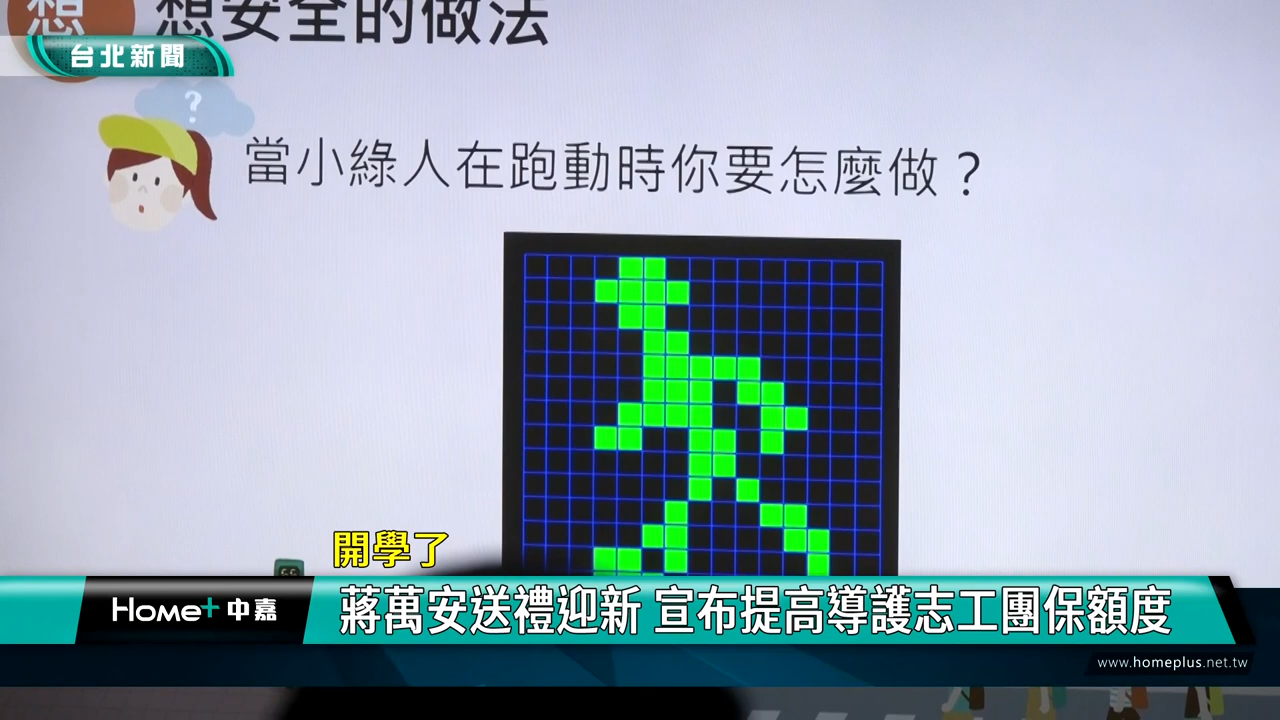 想 想安全的做法
台北新聞
?
當小綠人在跑動時你要怎麼做？
開學了
Home+中嘉
蔣萬安送禮迎新 宣布提高導護志工團保額度
www.homeplus.net.tw